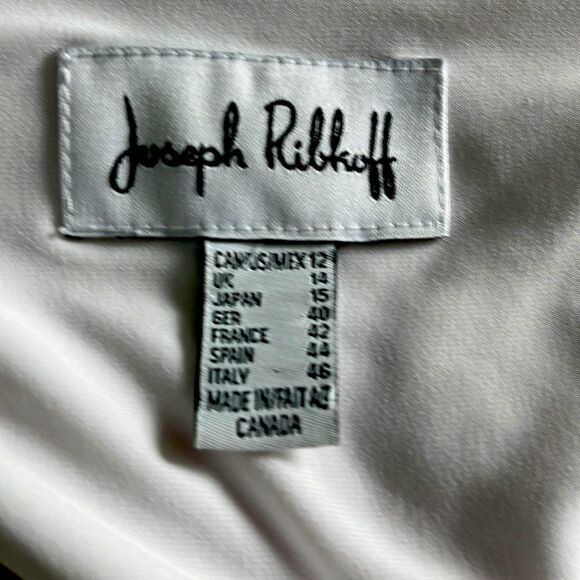 Joseph Ribkoff
CAN/US/MEX 12
UK 14
JAPAN 15
GER 40
FRANCE 42
SPAIN 44
ITALY 46
MADE IN/FAIT AZ
CANADA